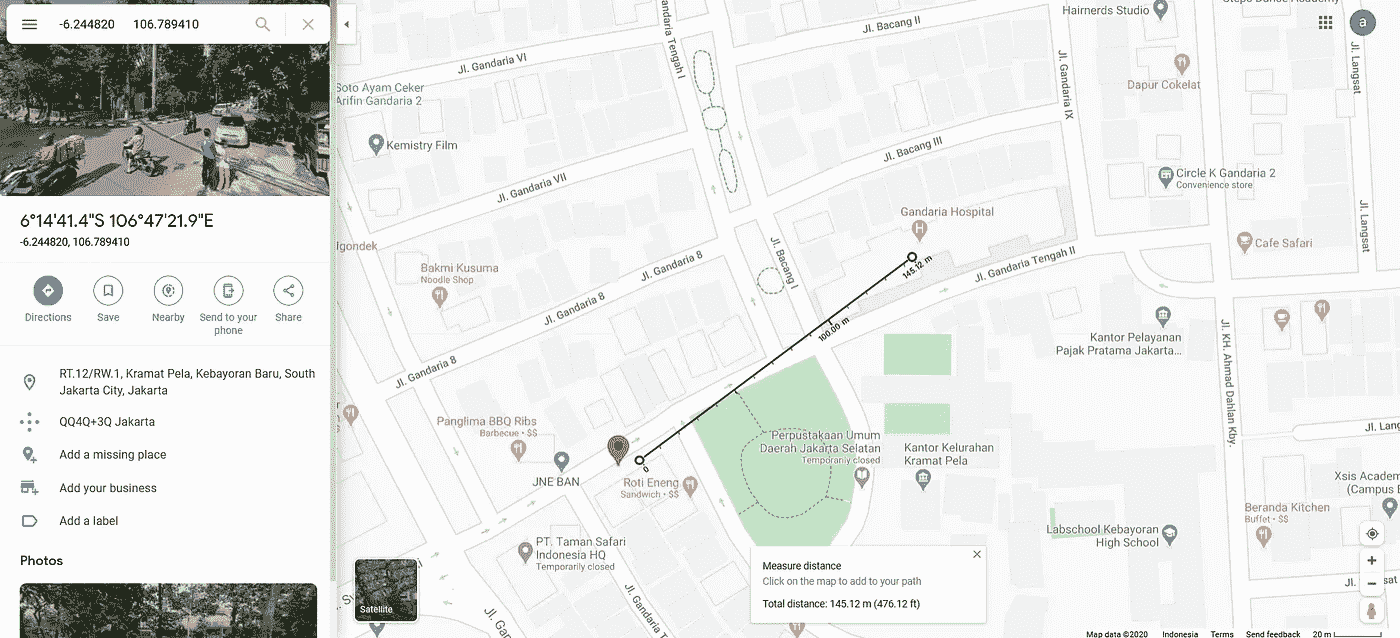 -6.244820 106.789410
6°14'41.4"S 106°47'21.9"E
-6.244820, 106.789410
Directions
Save
Nearby
Send to your
phone
Share
RT.12/RW.1, Kramat Pela, Kebayoran Baru, South
Jakarta City, Jakarta
QQ4Q+3Q Jakarta
Add a missing place
Add your business
Add a label
Photos
a
Hairnerds Studio
Jl. Bacang II
Jl. Gandaria VI
Jl. Langsat
Jl. Gandaria IX
Dapur Cokelat
Soto Ayam Ceker
Arifin Gandaria 2
Kemistry Film
Jl. Bacang III
Jl. Gandaria VII
Circle K Gandaria 2
Convenience store
Gandaria Hospital
H
Jl. Langsat
Cafe Safari
Jl. Bacang I
Jl. Gandaria 8
Bakmi Kusuma
Noodle Shop
145.12 m
Jl. Gandaria Tengah II
Jl. Gandaria 8
100.00 m
Kantor Pelayanan
Pajak Pratama Jakarta...
Jl. KH. Ahmad Dahlan Kby.
Jl. Gandaria 8
Panglima BBQ Ribs
Barbecue • $$
Perpustakaan Umum
Daerah Jakarta Selatan
Temporarily closed
Kantor Kelurahan
Kramat Pela
0
JNE BAN
Roti Eneng
Sandwich • $$
Beranda Kitchen
Buffet • $$
Labschool Kebayoran
High School
PT. Taman Safari
Indonesia HQ
Temporarily closed
Satellite
Measure distance
Click on the map to add to your path
Total distance: 145.12 m (476.12 ft)
Map data ©2020 Indonesia Terms Send feedback 20 m